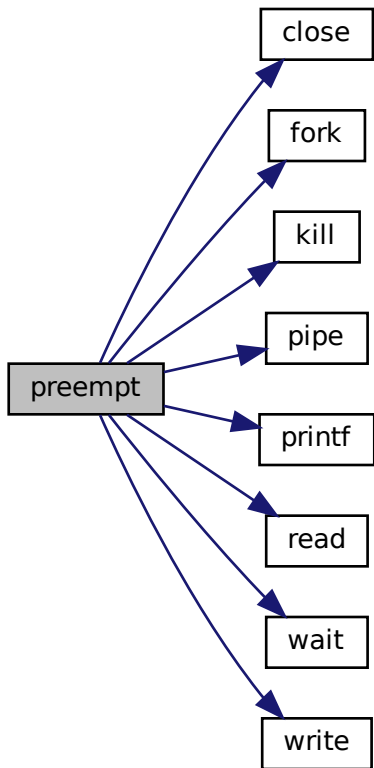 close
fork
kill
pipe
preempt
printf
read
wait
write